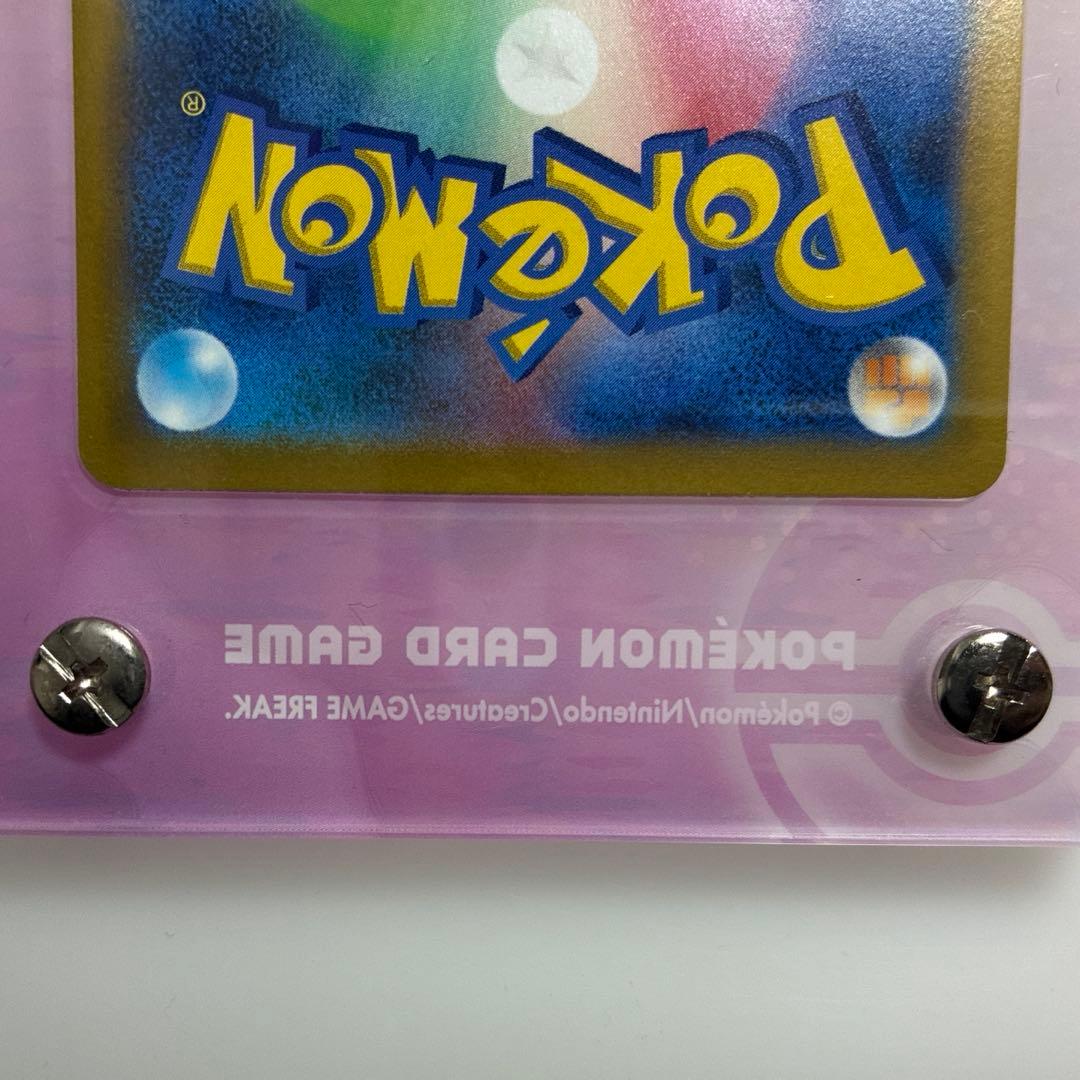 Pokémon®
POKÉMON CARD GAME
© Pokémon/Nintendo/Creatures/GAME FREAK.